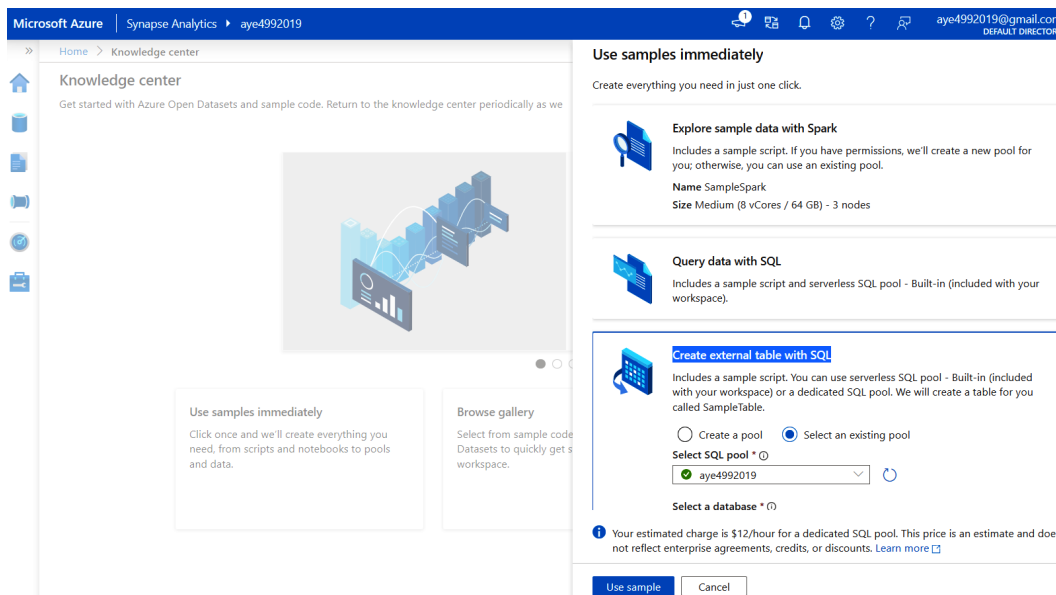 Microsoft Azure Synapse Analytics aye4992019 1 ? aye4992019@gmail.com
DEFAULT DIRECTOR
» Home > Knowledge center
Knowledge center
Get started with Azure Open Datasets and sample code. Return to the knowledge center periodically as we
Use samples immediately
Click once and we'll create everything you
need, from scripts and notebooks to pools
and data.
Browse gallery
Select from sample code
Datasets to quickly get s
workspace.
Use samples immediately
Create everything you need in just one click.
Explore sample data with Spark
Includes a sample script. If you have permissions, we'll create a new pool for
you; otherwise, you can use an existing pool.
Name SampleSpark
Size Medium (8 vCores / 64 GB) - 3 nodes
Query data with SQL
Includes a sample script and serverless SQL pool - Built-in (included with your
workspace).
Create external table with SQL
Includes a sample script. You can use serverless SQL pool - Built-in (included
with your workspace) or a dedicated SQL pool. We will create a table for you
called SampleTable.
Create a pool Select an existing pool
Select SQL pool *
aye4992019
Select a database *
Your estimated charge is $12/hour for a dedicated SQL pool. This price is an estimate and doe
not reflect enterprise agreements, credits, or discounts. Learn more
Use sample Cancel